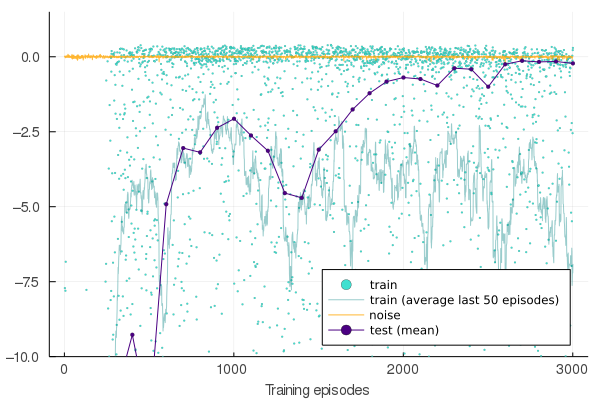 0.0
−2.5
−5.0
−7.5
−10.0
train
train (average last 50 episodes)
noise
test (mean)
0
1000
2000
3000
Training episodes